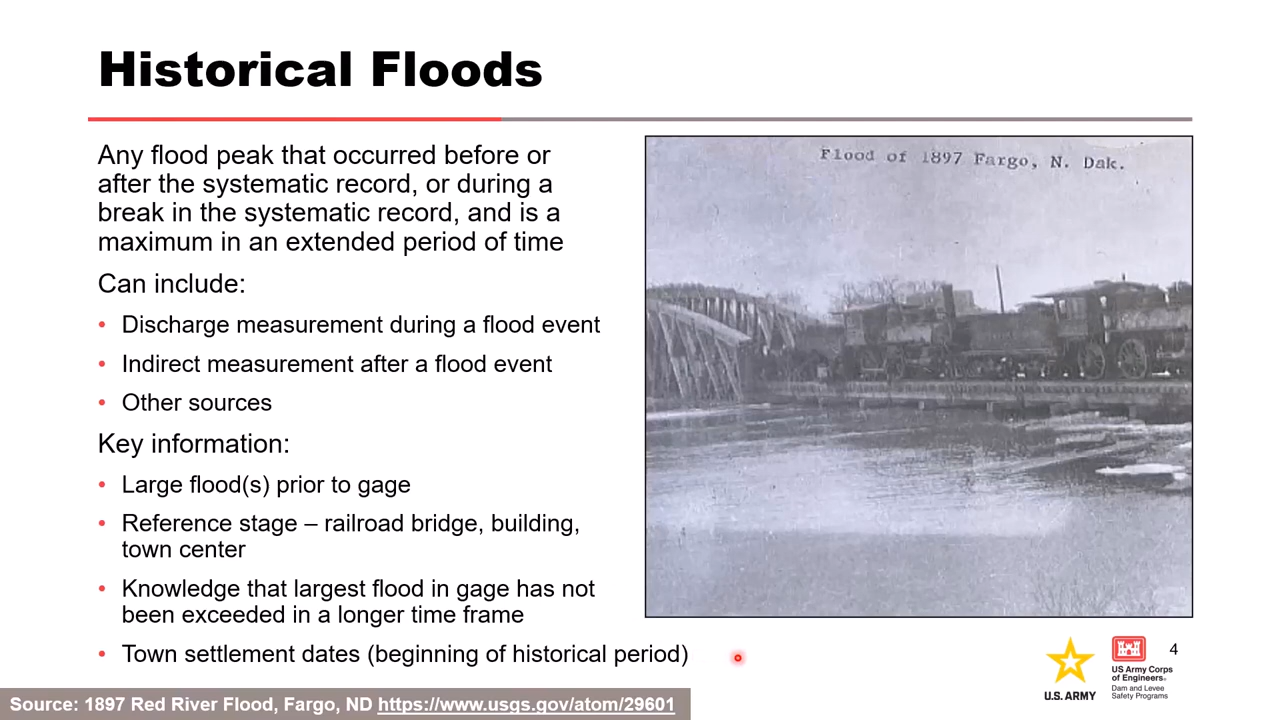 Historical Floods
Any flood peak that occurred before or
after the systematic record, or during a
break in the systematic record, and is a
maximum in an extended period of time
Can include:
• Discharge measurement during a flood event
• Indirect measurement after a flood event
• Other sources
Key information:
• Large flood(s) prior to gage
• Reference stage – railroad bridge, building,
town center
• Knowledge that largest flood in gage has not
been exceeded in a longer time frame
• Town settlement dates (beginning of historical period)
Flood of 1897 Fargo, N. Dak.
U.S. ARMY
US Army Corps
of Engineers®
Dam and Levee
Safety Programs
4
Source: 1897 Red River Flood, Fargo, ND https://www.usgs.gov/atom/29601